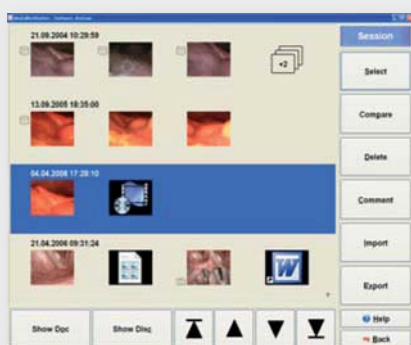 21.09.2004 10:29:59
+2
13.09.2005 18:35:00
04.04.2006 17:28:10
21.04.2006 09:31:24
W
Session
Select
Compare
Delete
Comment
Import
Export
Show Doc
Show Disc
Help
Back